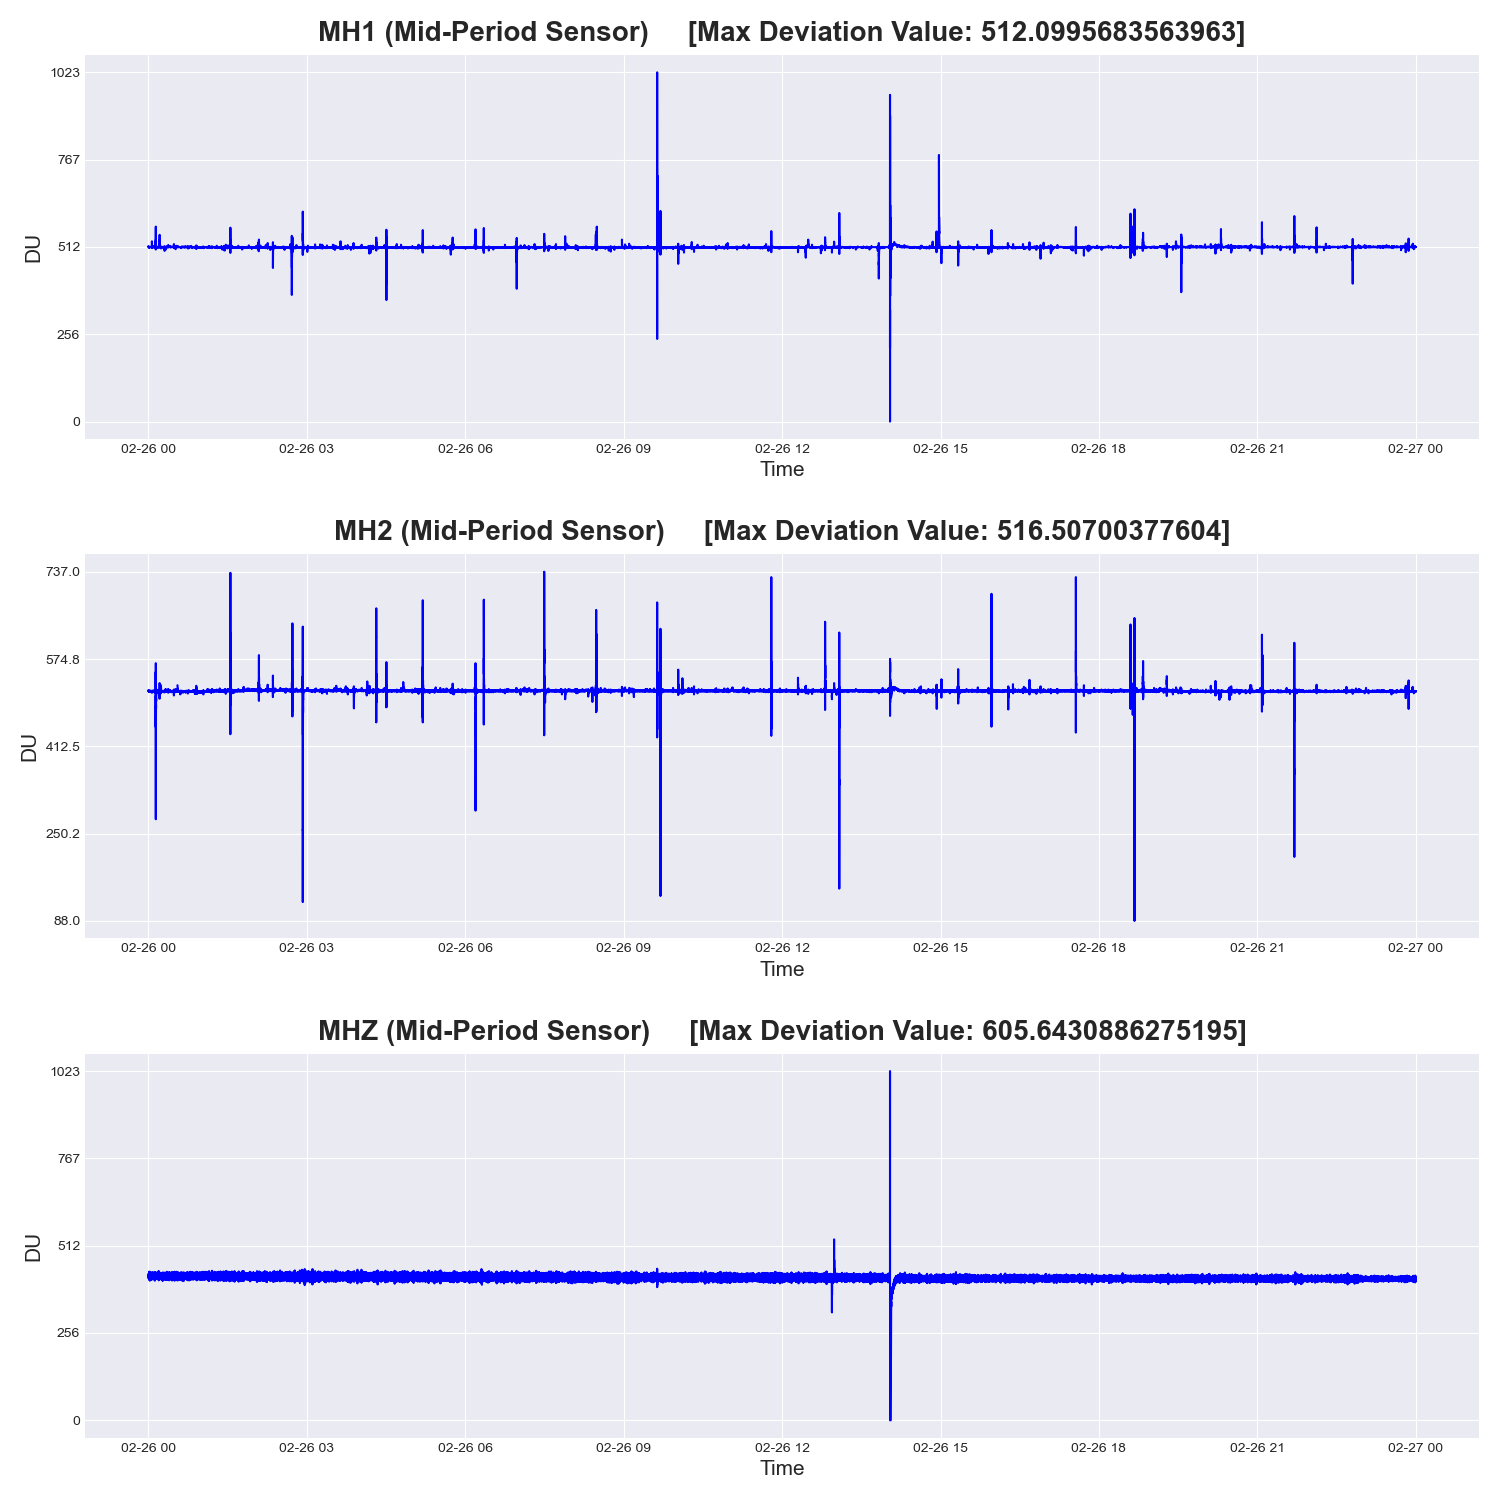 MH1 (Mid-Period Sensor) [Max Deviation Value: 512.0995683563963]
1023
767
512
256
0
DU
02-26 00 02-26 03 02-26 06 02-26 09 02-26 12 02-26 15 02-26 18 02-26 21 02-27 00
Time
MH2 (Mid-Period Sensor) [Max Deviation Value: 516.50700377604]
737.0
574.8
412.5
250.2
88.0
DU
02-26 00 02-26 03 02-26 06 02-26 09 02-26 12 02-26 15 02-26 18 02-26 21 02-27 00
Time
MHZ (Mid-Period Sensor) [Max Deviation Value: 605.6430886275195]
1023
767
512
256
0
DU
02-26 00 02-26 03 02-26 06 02-26 09 02-26 12 02-26 15 02-26 18 02-26 21 02-27 00
Time